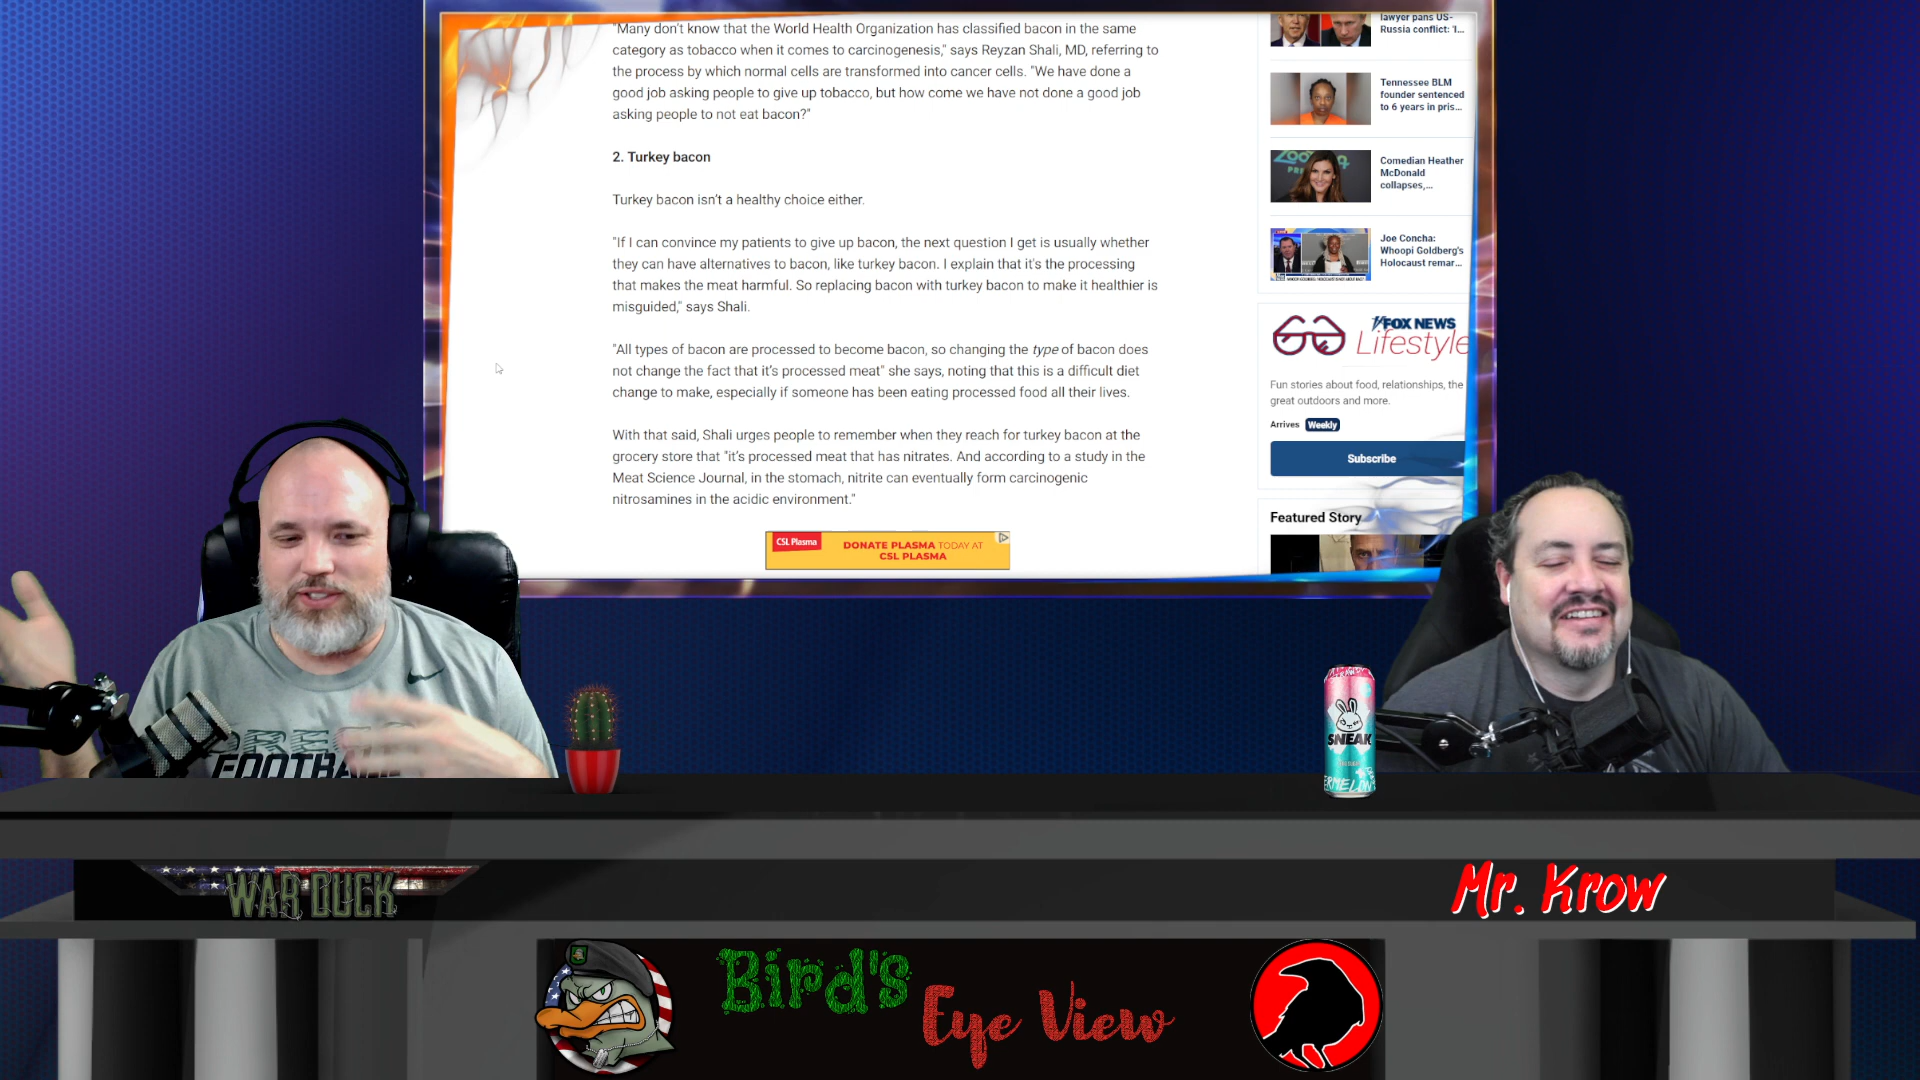 "Many don't know that the World Health Organization has classified bacon in the same
category as tobacco when it comes to carcinogenesis," says Reyzan Shali, MD, referring to
the process by which normal cells are transformed into cancer cells. "We have done a
good job asking people to give up tobacco, but how come we have not done a good job
asking people to not eat bacon?"
2. Turkey bacon
Turkey bacon isn't a healthy choice either.
"If I can convince my patients to give up bacon, the next question I get is usually whether
they can have alternatives to bacon, like turkey bacon. I explain that it's the processing
that makes the meat harmful. So replacing bacon with turkey bacon to make it healthier is
misguided," says Shali.
"All types of bacon are processed to become bacon, so changing the type of bacon does
not change the fact that it's processed meat" she says, noting that this is a difficult diet
change to make, especially if someone has been eating processed food all their lives.
With that said, Shali urges people to remember when they reach for turkey bacon at the
grocery store that "it's processed meat that has nitrates. And according to a study in the
Meat Science Journal, in the stomach, nitrite can eventually form carcinogenic
nitrosamines in the acidic environment."
CSL Plasma
DONATE PLASMA TODAY AT
CSL PLASMA
lawyer pans US-
Russia conflict: 'I...
Tennessee BLM
founder sentenced
to 6 years in pris...
Comedian Heather
McDonald
collapses,...
Joe Concha:
Whoopi Goldberg's
Holocaust remar...
FOX NEWS
Lifestyle
Fun stories about food, relationships, the
great outdoors and more.
Arrives Weekly
Subscribe
Featured Story
FOOTBA
SNEAK
WAR DUCK
Mr. Krow
Bird's
Eye View